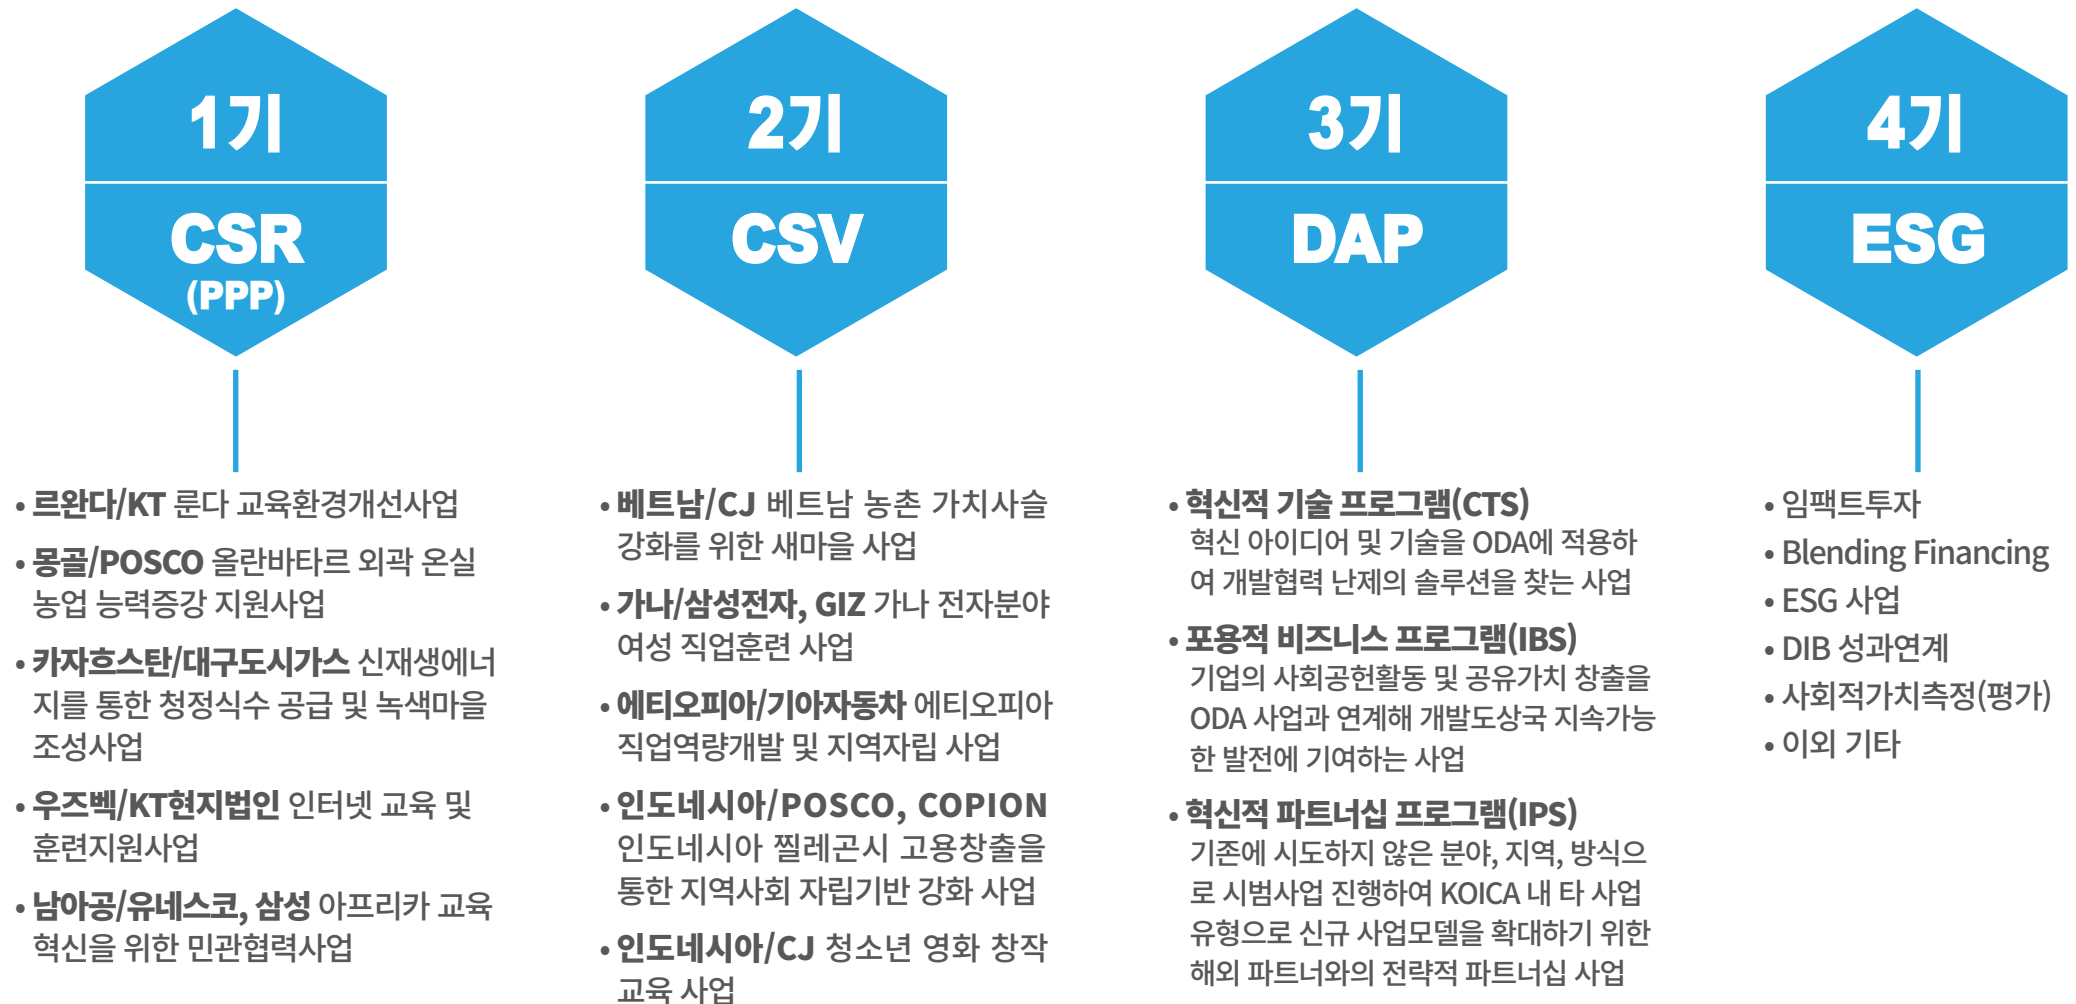 1기
CSR
(PPP)
• 르완다/KT 룬다 교육환경개선사업
• 몽골/POSCO 올란바타르 외곽 온실
농업 능력증강 지원사업
• 카자흐스탄/대구도시가스 신재생에너
지를 통한 청정식수 공급 및 녹색마을
조성사업
• 우즈벡/KT현지법인 인터넷 교육 및
훈련지원사업
• 남아공/유네스코, 삼성 아프리카 교육
혁신을 위한 민관협력사업
2기
CSV
• 베트남/CJ 베트남 농촌 가치사슬
강화를 위한 새마을 사업
• 가나/삼성전자, GIZ 가나 전자분야
여성 직업훈련 사업
• 에티오피아/기아자동차 에티오피아
직업역량개발 및 지역자립 사업
• 인도네시아/POSCO, COPION
인도네시아 찔레곤시 고용창출을
통한 지역사회 자립기반 강화 사업
• 인도네시아/CJ 청소년 영화 창작
교육 사업
3기
DAP
• 혁신적 기술 프로그램(CTS)
혁신 아이디어 및 기술을 ODA에 적용하
여 개발협력 난제의 솔루션을 찾는 사업
• 포용적 비즈니스 프로그램(IBS)
기업의 사회공헌활동 및 공유가치 창출을
ODA 사업과 연계해 개발도상국 지속가능
한 발전에 기여하는 사업
• 혁신적 파트너십 프로그램(IPS)
기존에 시도하지 않은 분야, 지역, 방식으
로 시범사업 진행하여 KOICA 내 타 사업
유형으로 신규 사업모델을 확대하기 위한
해외 파트너와의 전략적 파트너십 사업
4기
ESG
• 임팩트투자
• Blending Financing
• ESG 사업
• DIB 성과연계
• 사회적가치측정(평가)
• 이외 기타